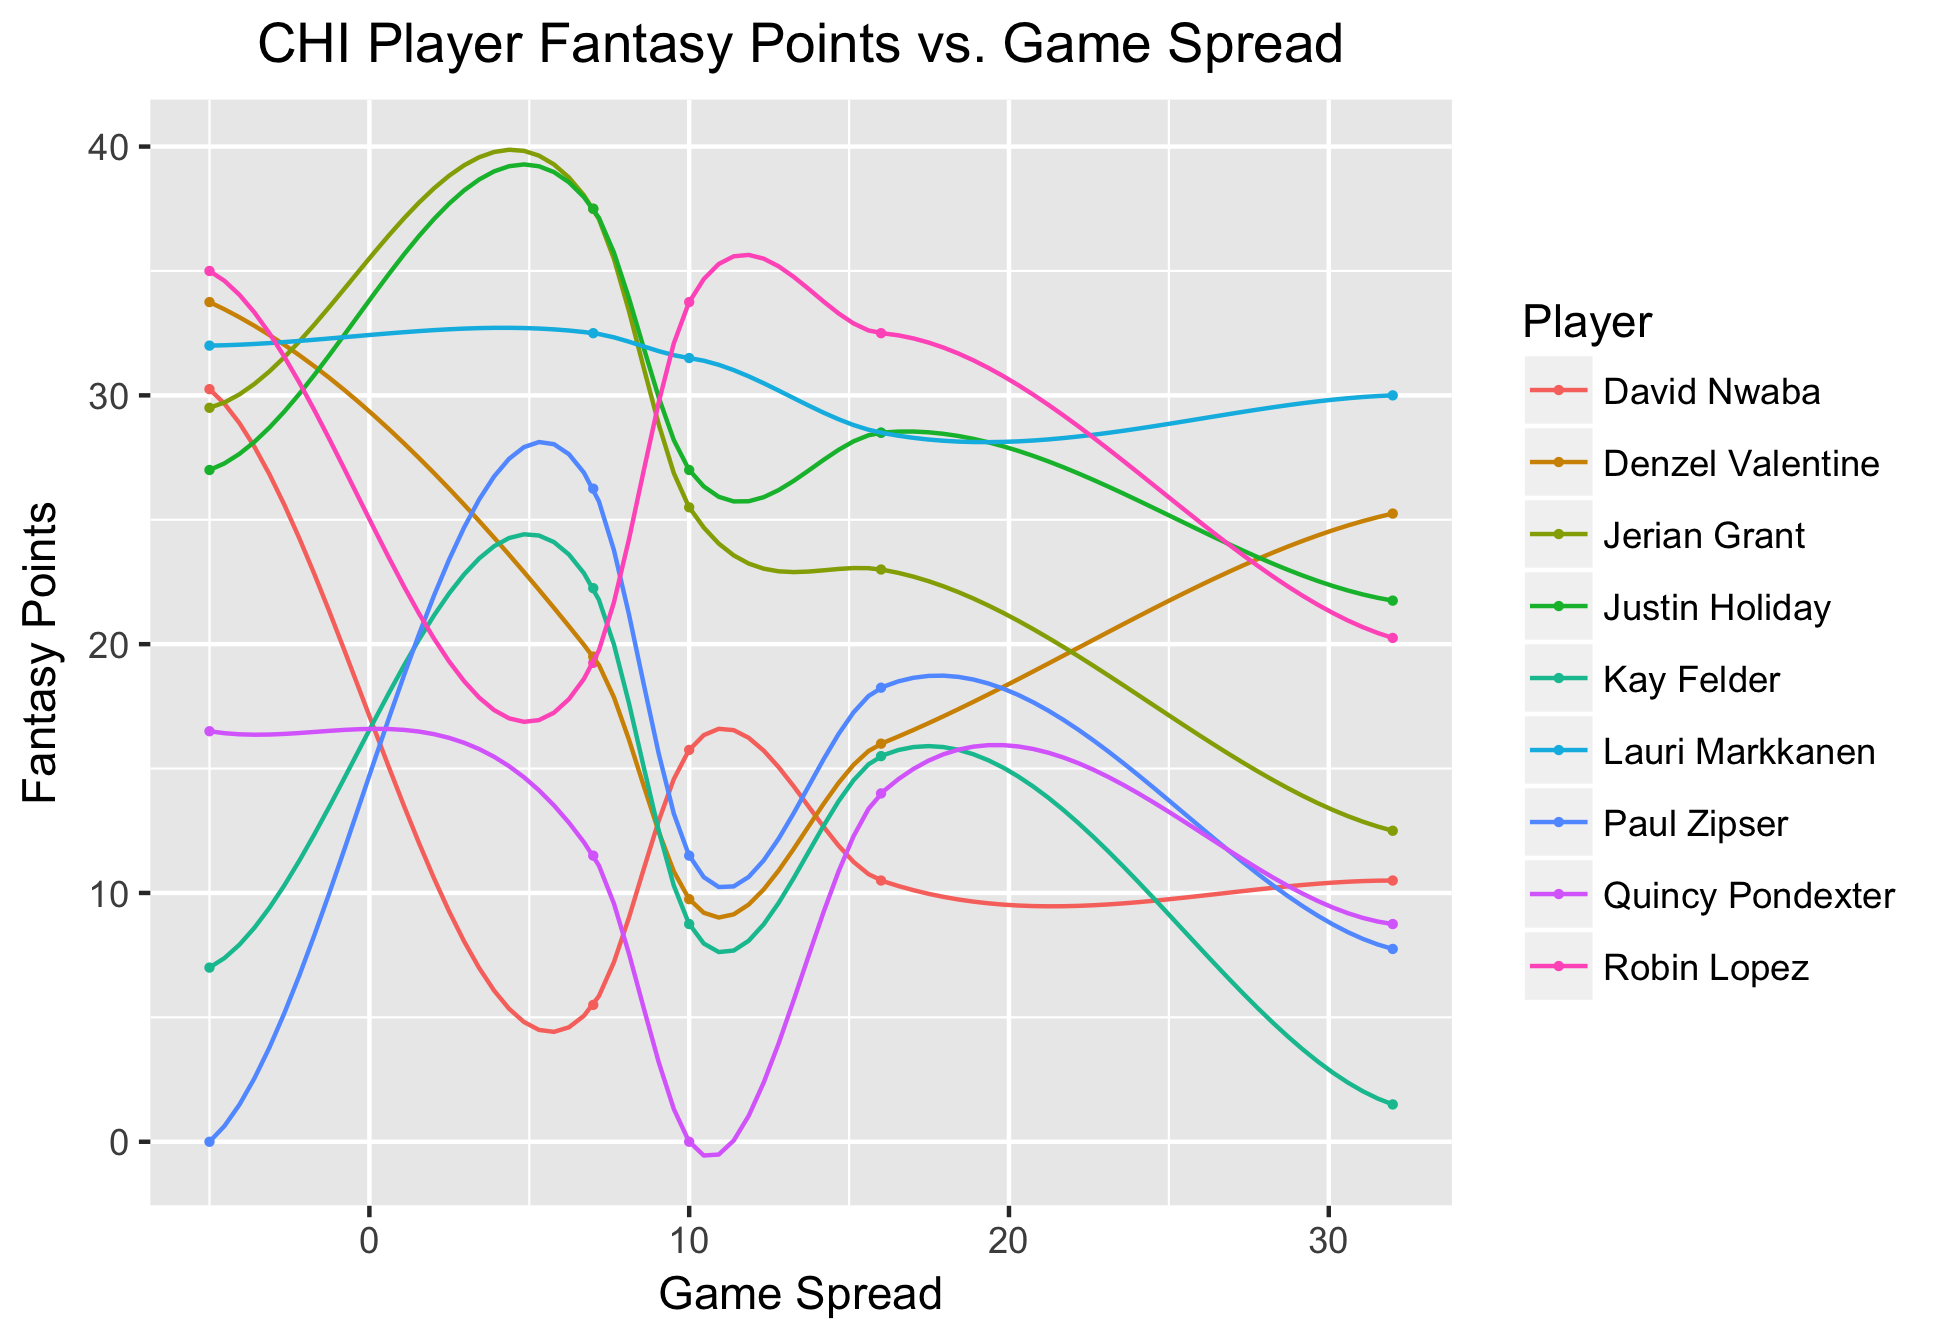 CHI Player Fantasy Points vs. Game Spread
Fantasy Points
40
30
20
10
0
0
10
20
30
Game Spread
Player
David Nwaba
Denzel Valentine
Jerian Grant
Justin Holiday
Kay Felder
Lauri Markkanen
Paul Zipser
Quincy Pondexter
Robin Lopez